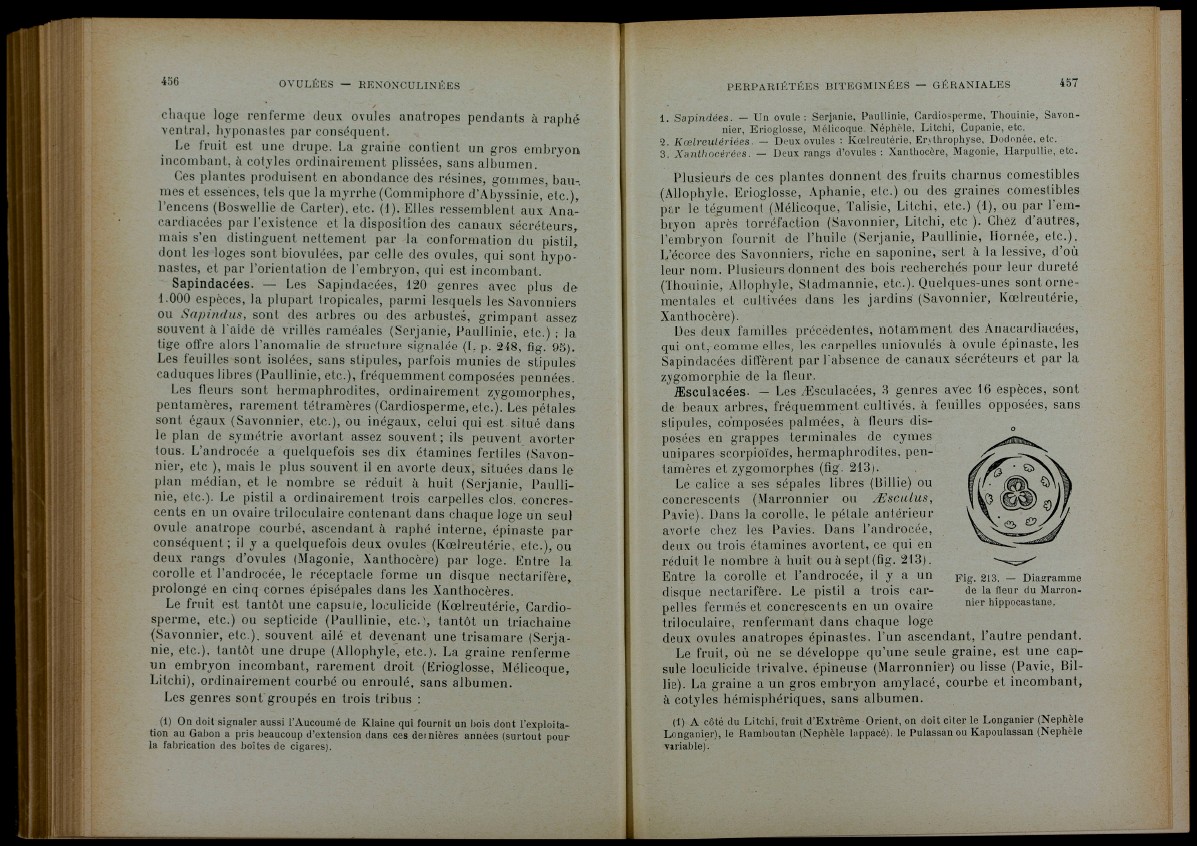 456
OVULÉES — RENONCULINÉES
chaque loge renferme deux ovules anatropes pendants à raphé
ventral, hyponastes par conséquent.
Le fruit est une drupe. La graine contient un gros embryon
incombant, à cotyles ordinairement plissées, sans albumen.
Ces plantes produisent en abondance des résines, gommes, bau-
mes et essences, tels que la myrrhe (Commiphore d'Abyssinie, etc.),
l'encens (Boswellie de Carter), etc. (1). Elles ressemblent aux Ana-
cardiacées par l'existence et la disposition des canaux sécréteurs,
mais s'en distinguent nettement par la conformation du pistil,
dont les loges sont biovulées, par celle des ovules, qui sont hypo-
nastes, et par l'orientation de l'embryon, qui est incombant.
Sapindacées. — Les Sapindacées, 120 genres avec plus de
1.000 espèces, la plupart tropicales, parmi lesquels les Savonniers
ou Sapindus, sont des arbres ou des arbustes, grimpant assez
souvent à l'aide de vrilles raméales (Serjanie, Paullinie, etc.) ; la
tige offre alors l'anomalie de structure signalée (I. p. 248, fig. 95).
Les feuilles sont isolées, sans stipules, parfois munies de stipules
caduques libres (Paullinie, etc.), fréquemment composées pennées.
Les fleurs sont hermaphrodites, ordinairement zygomorphes,
pentamères, rarement tétramères (Cardiosperme, etc.). Les pétales
sont égaux (Savonnier, etc.), ou inégaux, celui qui est situé dans
le plan de symétrie avortant assez souvent ; ils peuvent avorter
tous. L'androcée a quelquefois ses dix étamines fertiles (Savon-
nier, etc ), mais le plus souvent il en avorte deux, situées dans le
plan médian, et le nombre se réduit à huit (Serjanie, Paulli-
nie, etc.). Le pistil a ordinairement trois carpelles clos, concres-
cents en un ovaire triloculaire contenant dans chaque loge un seul
ovule anatrope courbé, ascendant à raphé interne, épinaste par
conséquent ; il y a quelquefois deux ovules (Kœlreutérie, etc.), ou
deux rangs d'ovules (Magonie, Xanthocère) par loge. Entre la
corolle et l'androcée, le réceptacle forme un disque nectarifère,
prolongé en cinq cornes épisépales dans les Xanthocères.
Le fruit est tantôt une capsule, loculicide (Kœlreutérie, Cardio-
sperme, etc.) ou septicide (Paullinie, etc.), tantôt un triachaine
(Savonnier, etc.), souvent ailé et devenant une trisamare (Serja-
nie, etc.), tantôt une drupe (Allophyle, etc.). La graine renferme
un embryon incombant, rarement droit (Erioglosse, Mélicoque,
Litchi), ordinairement courbé ou enroulé, sans albumen.
Les genres sont groupés en trois tribus :
(1) On doit signaler aussi l'Aucoumé de Klaine qui fournit un bois dont l'exploita-
tion au Gabon a pris beaucoup d'extension dans ces dernières années (surtout pour
la fabrication des boîtes de cigares).
PERPARIÉTÉES BITEGMINÉES — GÉRANIALES
457
1. Sapindées. — Un ovule : Serjanie, Paullinie, Cardiosperme, Thouinie, Savon-
nier, Erioglosse, Mélicoque, Néphèle, Litchi, Cupanie, etc.
2. Kœlreutériées. — Deux ovules : Kœlreutérie, Erythrophyse, Dodonée, etc.
3. Xanthocérées. — Deux rangs d'ovules : Xanthocère, Magonie, Harpullie, etc.
Plusieurs de ces plantes donnent des fruits charnus comestibles
(Allophyle, Erioglosse, Aphanie, etc.) ou des graines comestibles
par le tégument (Mélicoque, Talisie, Litchi, etc.) (1), ou par l'em-
bryon après torréfaction (Savonnier, Litchi, etc ). Chez d'autres,
l'embryon fournit de l'huile (Serjanie, Paullinie, Hornée, etc.).
L'écorce des Savonniers, riche en saponine, sert à la lessive, d'où
leur nom. Plusieurs donnent des bois recherchés pour leur dureté
(Thouinie, Allophyle, Stadmannie, etc.). Quelques-unes sont orne-
mentales et cultivées dans les jardins (Savonnier, Kœlreutérie,
Xanthocère).
Des deux familles précédentes, notamment des Anacardiacées,
qui ont, comme elles, les carpelles uniovulés à ovule épinaste, les
Sapindacées diffèrent par l'absence de canaux sécréteurs et par la
zygomorphie de la fleur.
Æsculacées. — Les Æsculacées, 3 genres avec 16 espèces, sont
de beaux arbres, fréquemment cultivés, à feuilles opposées, sans
stipules, composées palmées, à fleurs dis-
posées en grappes terminales de cymes
unipares scorpioïdes, hermaphrodites, pen-
tamères et zygomorphes (fig. 213).
Le calice a ses sépales libres (Billie) ou
concrescents (Marronnier ou Æsculus,
Pavie). Dans la corolle, le pétale antérieur
avorte chez les Pavies. Dans l'androcée,
deux ou trois étamines avortent, ce qui en
réduit le nombre à huit ou à sept (fig. 213).
Entre la corolle et l'androcée, il y a un
disque nectarifère. Le pistil a trois car-
pelles fermés et concrescents en un ovaire
triloculaire, renfermant dans chaque loge
deux ovules anatropes épinastes, l'un ascendant, l'autre pendant.
Fig. 213. — Diagramme
de la fleur du Marron-
nier hippocastane.
Le fruit, où ne se développe qu'une seule graine, est une cap-
sule loculicide trivalve, épineuse (Marronnier) ou lisse (Pavie, Bil-
lie). La graine a un gros embryon amylacé, courbe et incombant,
à cotyles hémisphériques, sans albumen.
(1) A côté du Litchi, fruit d'Extrême Orient, on doit citer le Longanier (Nephèle
Longanier), le Ramboutan (Nephèle lappacé). le Pulassan ou Kapoulassan (Nephèle
variable).